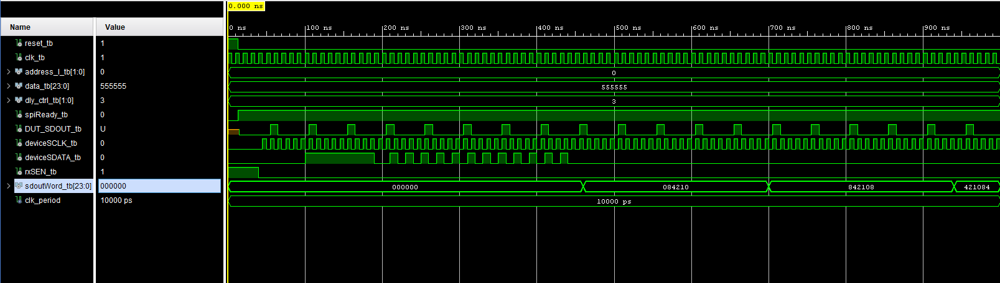 0.000 ns
Name Value
0 ns 100 ns 200 ns 300 ns 400 ns 500 ns 600 ns 700 ns 800 ns 900 ns
reset_tb 1
clk_tb 1
address_I_tb[1:0] 0 0
data_tb[23:0] 555555 555555
dly_ctrl_tb[1:0] 3 3
spiReady_tb 0
DUT_SDOUT_tb U
deviceSCLK_tb 0
deviceSDATA_tb 0
rxSEN_tb 1
sdoutWord_tb[23:0] 000000 000000 084210 842108 421084
clk_period 10000 ps 10000 ps